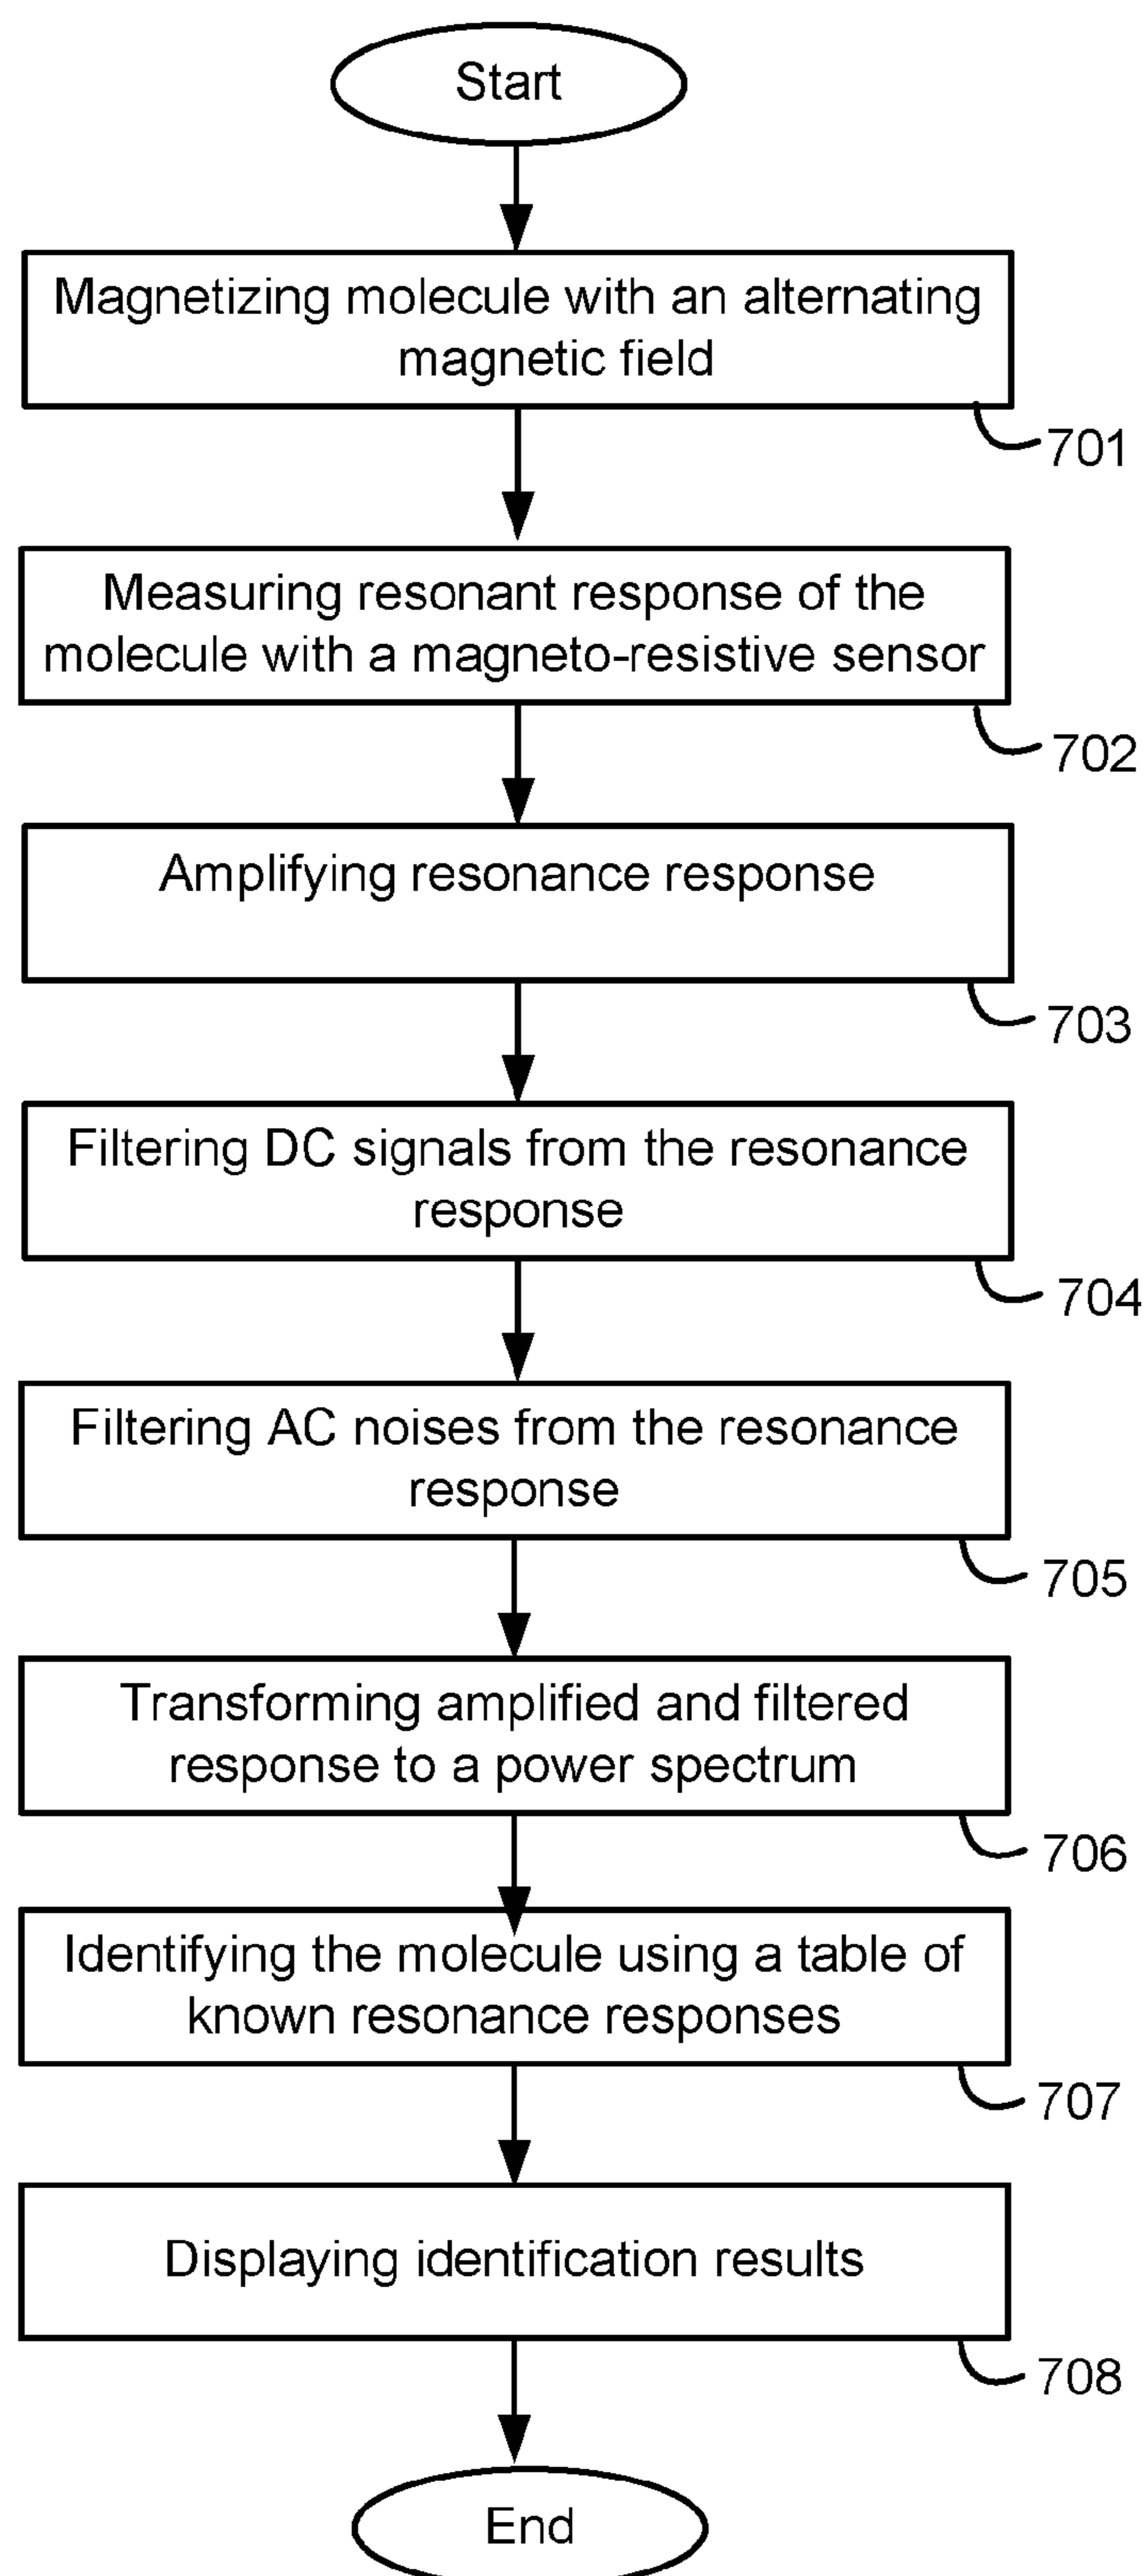 Start
Magnetizing molecule with an alternating
magnetic field
701
Measuring resonant response of the
molecule with a magneto-resistive sensor
702
Amplifying resonance response
703
Filtering DC signals from the resonance
response
704
Filtering AC noises from the resonance
response
705
Transforming amplified and filtered
response to a power spectrum
706
Identifying the molecule using a table of
known resonance responses
707
Displaying identification results
708
End